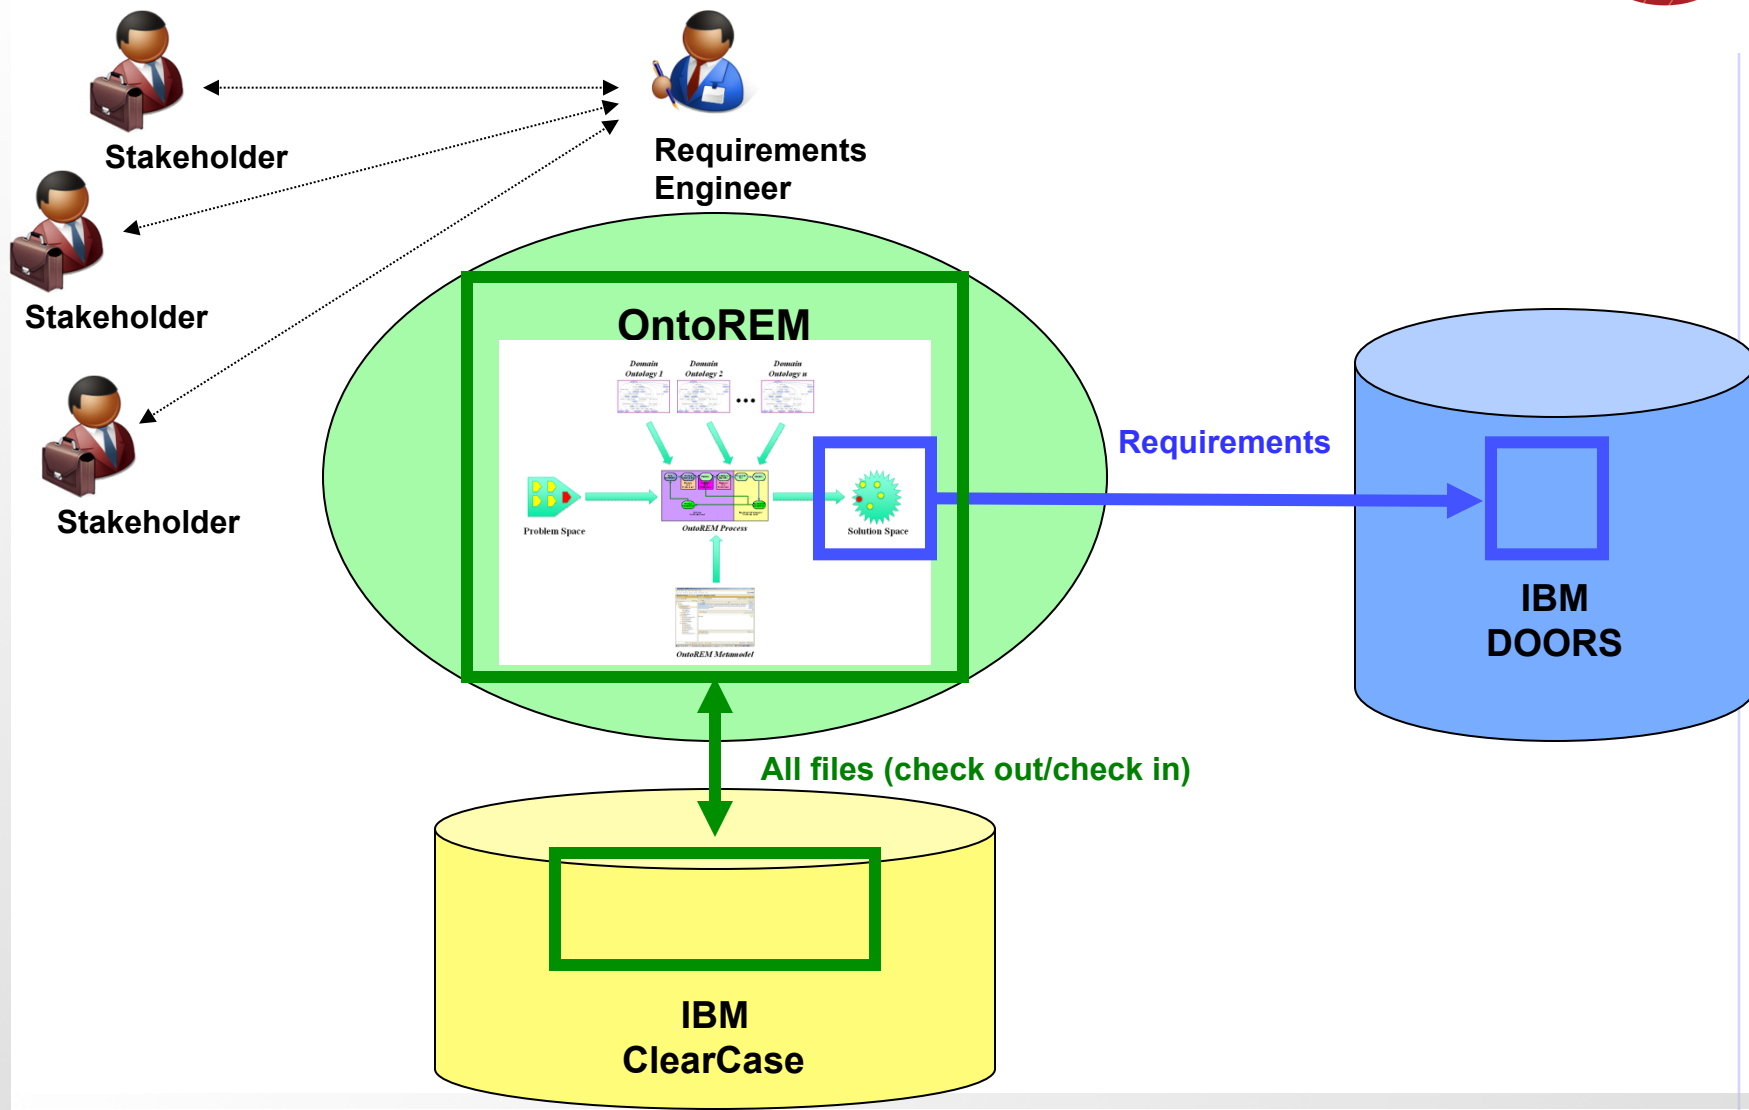 Stakeholder
Requirements
Engineer
Stakeholder
Stakeholder
OntoREM
Domain
Ontology 1
Domain
Ontology 2
...
Domain
Ontology n
Problem Space
OntoREM Process
Solution Space
OntoREM Metamodel
Requirements
IBM
DOORS
All files (check out/check in)
IBM
ClearCase